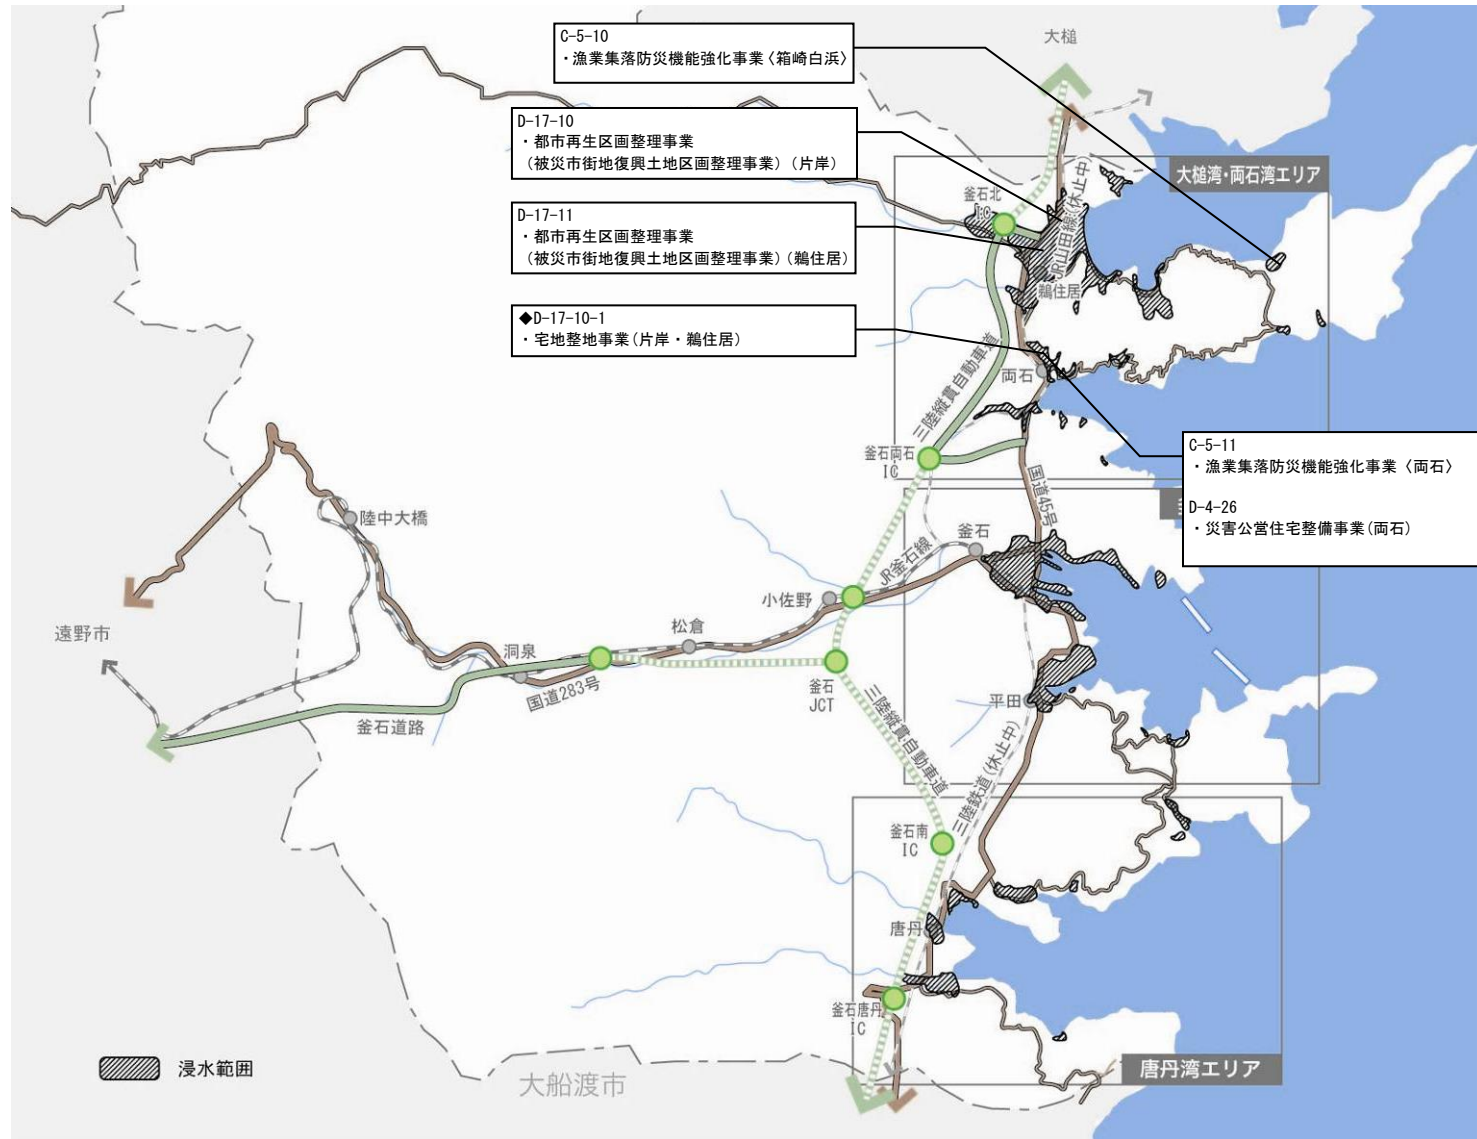 C-5-10
・漁業集落防災機能強化事業〈箱崎白浜〉
大槌
D-17-10
・都市再生区画整理事業
(被災市街地復興土地区画整理事業)(片岸)
大槌湾・両石湾エリア
D-17-11
・都市再生区画整理事業
(被災市街地復興土地区画整理事業)(鵜住居)
釜石北
IC
JR山田線(休止中)
鵜住居
◆D-17-10-1
・宅地整地事業(片岸・鵜住居)
三陸縦貫自動車道
両石
釜石両石
IC
C-5-11
・漁業集落防災機能強化事業〈両石〉
D-4-26
・災害公営住宅整備事業(両石)
国道45号
陸中大橋
釜石
JR釜石線
小佐野
遠野市
松倉
洞泉
国道283号
釜石
JCT
釜石道路
平田
三陸縦貫自動車道
三陸鉄道(休止中)
釜石南
IC
唐丹
釜石唐丹
IC
浸水範囲
大船渡市
唐丹湾エリア